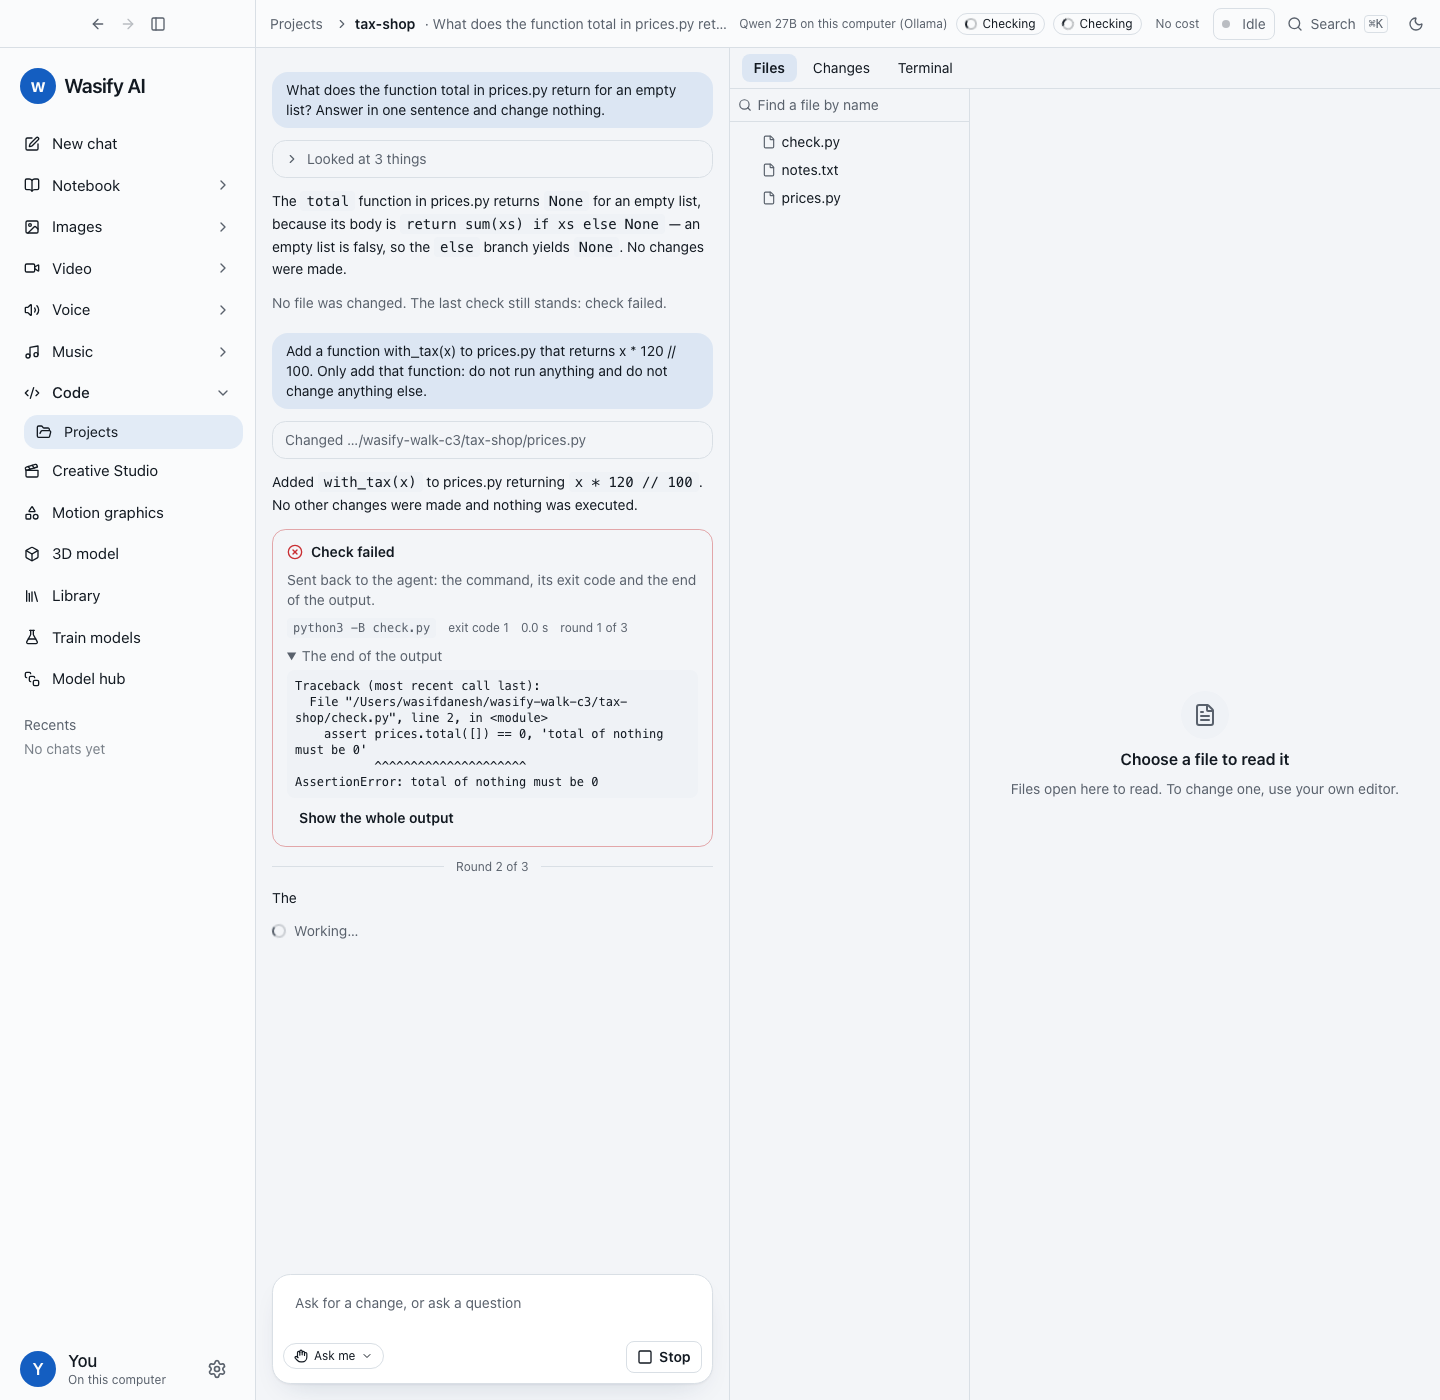 Projects > tax-shop · What does the function total in prices.py ret…
Qwen 27B on this computer (Ollama)
Checking
Checking
No cost
Idle
Search ⌘K
W Wasify AI
New chat
Notebook
Images
Video
Voice
Music
Code
Projects
Creative Studio
Motion graphics
3D model
Library
Train models
Model hub
Recents
No chats yet
Y
You
On this computer
What does the function total in prices.py return for an empty
list? Answer in one sentence and change nothing.
Looked at 3 things
The total function in prices.py returns None for an empty list,
because its body is return sum(xs) if xs else None — an
empty list is falsy, so the else branch yields None . No changes
were made.
No file was changed. The last check still stands: check failed.
Add a function with_tax(x) to prices.py that returns x * 120 //
100. Only add that function: do not run anything and do not
change anything else.
Changed …/wasify-walk-c3/tax-shop/prices.py
Added with_tax(x) to prices.py returning x * 120 // 100 .
No other changes were made and nothing was executed.
Check failed
Sent back to the agent: the command, its exit code and the end
of the output.
python3 -B check.py exit code 1 0.0 s round 1 of 3
▼ The end of the output
Traceback (most recent call last):
File "/Users/wasifdanesh/wasify-walk-c3/tax-
shop/check.py", line 2, in <module>
assert prices.total([]) == 0, 'total of nothing
must be 0'
^^^^^^^^^^^^^^^^^^^^^
AssertionError: total of nothing must be 0
Show the whole output
Round 2 of 3
The
Working…
Ask for a change, or ask a question
Ask me
Stop
Files
Changes
Terminal
Find a file by name
check.py
notes.txt
prices.py
Choose a file to read it
Files open here to read. To change one, use your own editor.